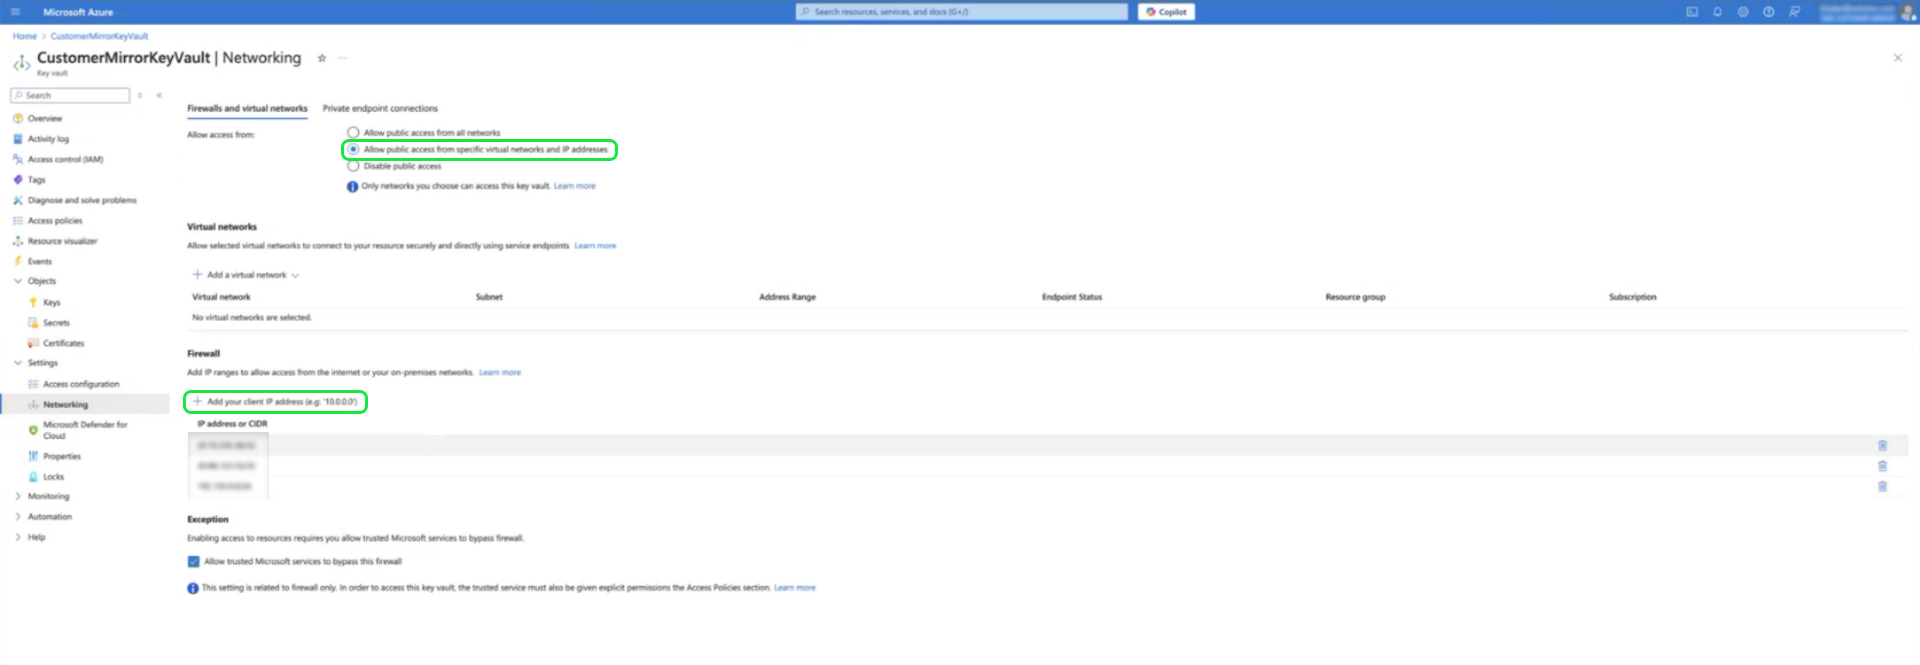 Microsoft Azure
Search resources, services, and docs (G+/)
Copilot
Home > CustomerMirrorKeyVault
CustomerMirrorKeyVault | Networking
Key vault
Search
Overview
Activity log
Access control (IAM)
Tags
Diagnose and solve problems
Access policies
Resource visualizer
Events
Objects
Keys
Secrets
Certificates
Settings
Access configuration
Networking
Microsoft Defender for
Cloud
Properties
Locks
Monitoring
Automation
Help
Firewalls and virtual networks Private endpoint connections
Allow access from:
Allow public access from all networks
Allow public access from specific virtual networks and IP addresses
Disable public access
Only networks you choose can access this key vault. Learn more
Virtual networks
Allow selected virtual networks to connect to your resource securely and directly using service endpoints Learn more
Add a virtual network
Virtual network Subnet Address Range Endpoint Status Resource group Subscription
No virtual networks are selected.
Firewall
Add IP ranges to allow access from the internet or your on-premises networks. Learn more
Add your client IP address (e.g: '10.0.0.0')
IP address or CIDR
Exception
Enabling access to resources requires you allow trusted Microsoft services to bypass firewall.
Allow trusted Microsoft services to bypass this firewall
This setting is related to firewall only. In order to access this key vault, the trusted service must also be given explicit permissions the Access Policies section. Learn more